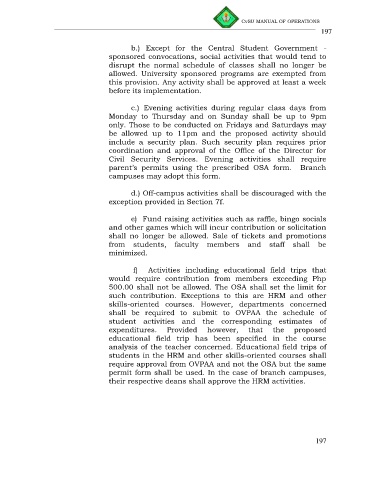 CvSU MANUAL OF OPERATIONS
197
b.) Except for the Central Student Government -
sponsored convocations, social activities that would tend to
disrupt the normal schedule of classes shall no longer be
allowed. University sponsored programs are exempted from
this provision. Any activity shall be approved at least a week
before its implementation.
c.) Evening activities during regular class days from
Monday to Thursday and on Sunday shall be up to 9pm
only. Those to be conducted on Fridays and Saturdays may
be allowed up to 11pm and the proposed activity should
include a security plan. Such security plan requires prior
coordination and approval of the Office of the Director for
Civil Security Services. Evening activities shall require
parent's permits using the prescribed OSA form. Branch
campuses may adopt this form.
d.) Off-campus activities shall be discouraged with the
exception provided in Section 7f.
e) Fund raising activities such as raffle, bingo socials
and other games which will incur contribution or solicitation
shall no longer be allowed. Sale of tickets and promotions
from students, faculty members and staff shall be
minimized.
f) Activities including educational field trips that
would require contribution from members exceeding Php
500.00 shall not be allowed. The OSA shall set the limit for
such contribution. Exceptions to this are HRM and other
skills-oriented courses. However, departments concerned
shall be required to submit to OVPAA the schedule of
student activities and the corresponding estimates of
expenditures. Provided however, that the proposed
educational field trip has been specified in the course
analysis of the teacher concerned. Educational field trips of
students in the HRM and other skills-oriented courses shall
require approval from OVPAA and not the OSA but the same
permit form shall be used. In the case of branch campuses,
their respective deans shall approve the HRM activities.
197